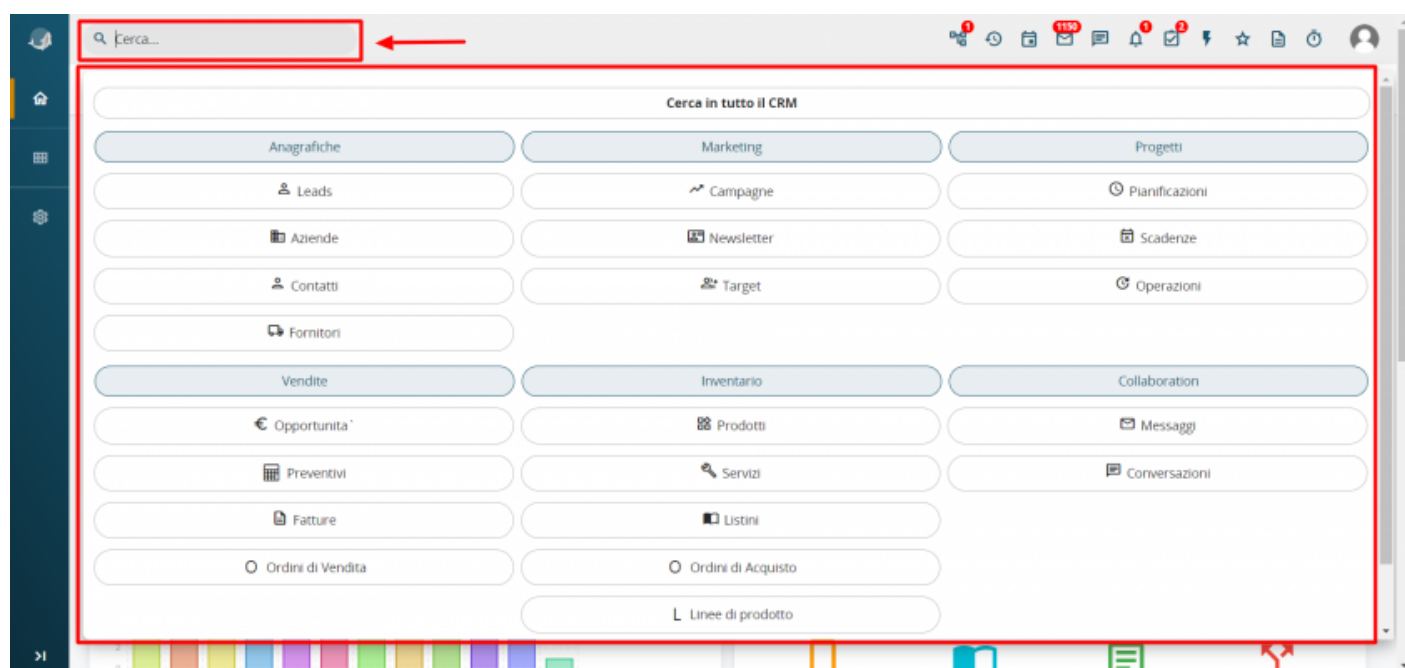 Cerca...
1
1150
1
2
Cerca in tutto il CRM
Anagrafiche
Marketing
Progetti
Leads
Campagne
Pianificazioni
Aziende
Newsletter
Scadenze
Contatti
Target
Operazioni
Fornitori
Vendite
Inventario
Collaboration
Opportunita`
Prodotti
Messaggi
Preventivi
Servizi
Conversazioni
Fatture
Listini
Ordini di Vendita
Ordini di Acquisto
L Linee di prodotto